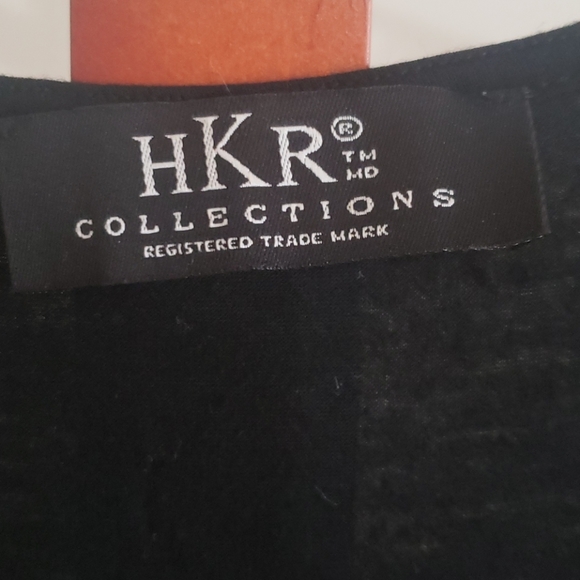 HKR®
TM
MD
COLLECTIONS
REGISTERED TRADE MARK